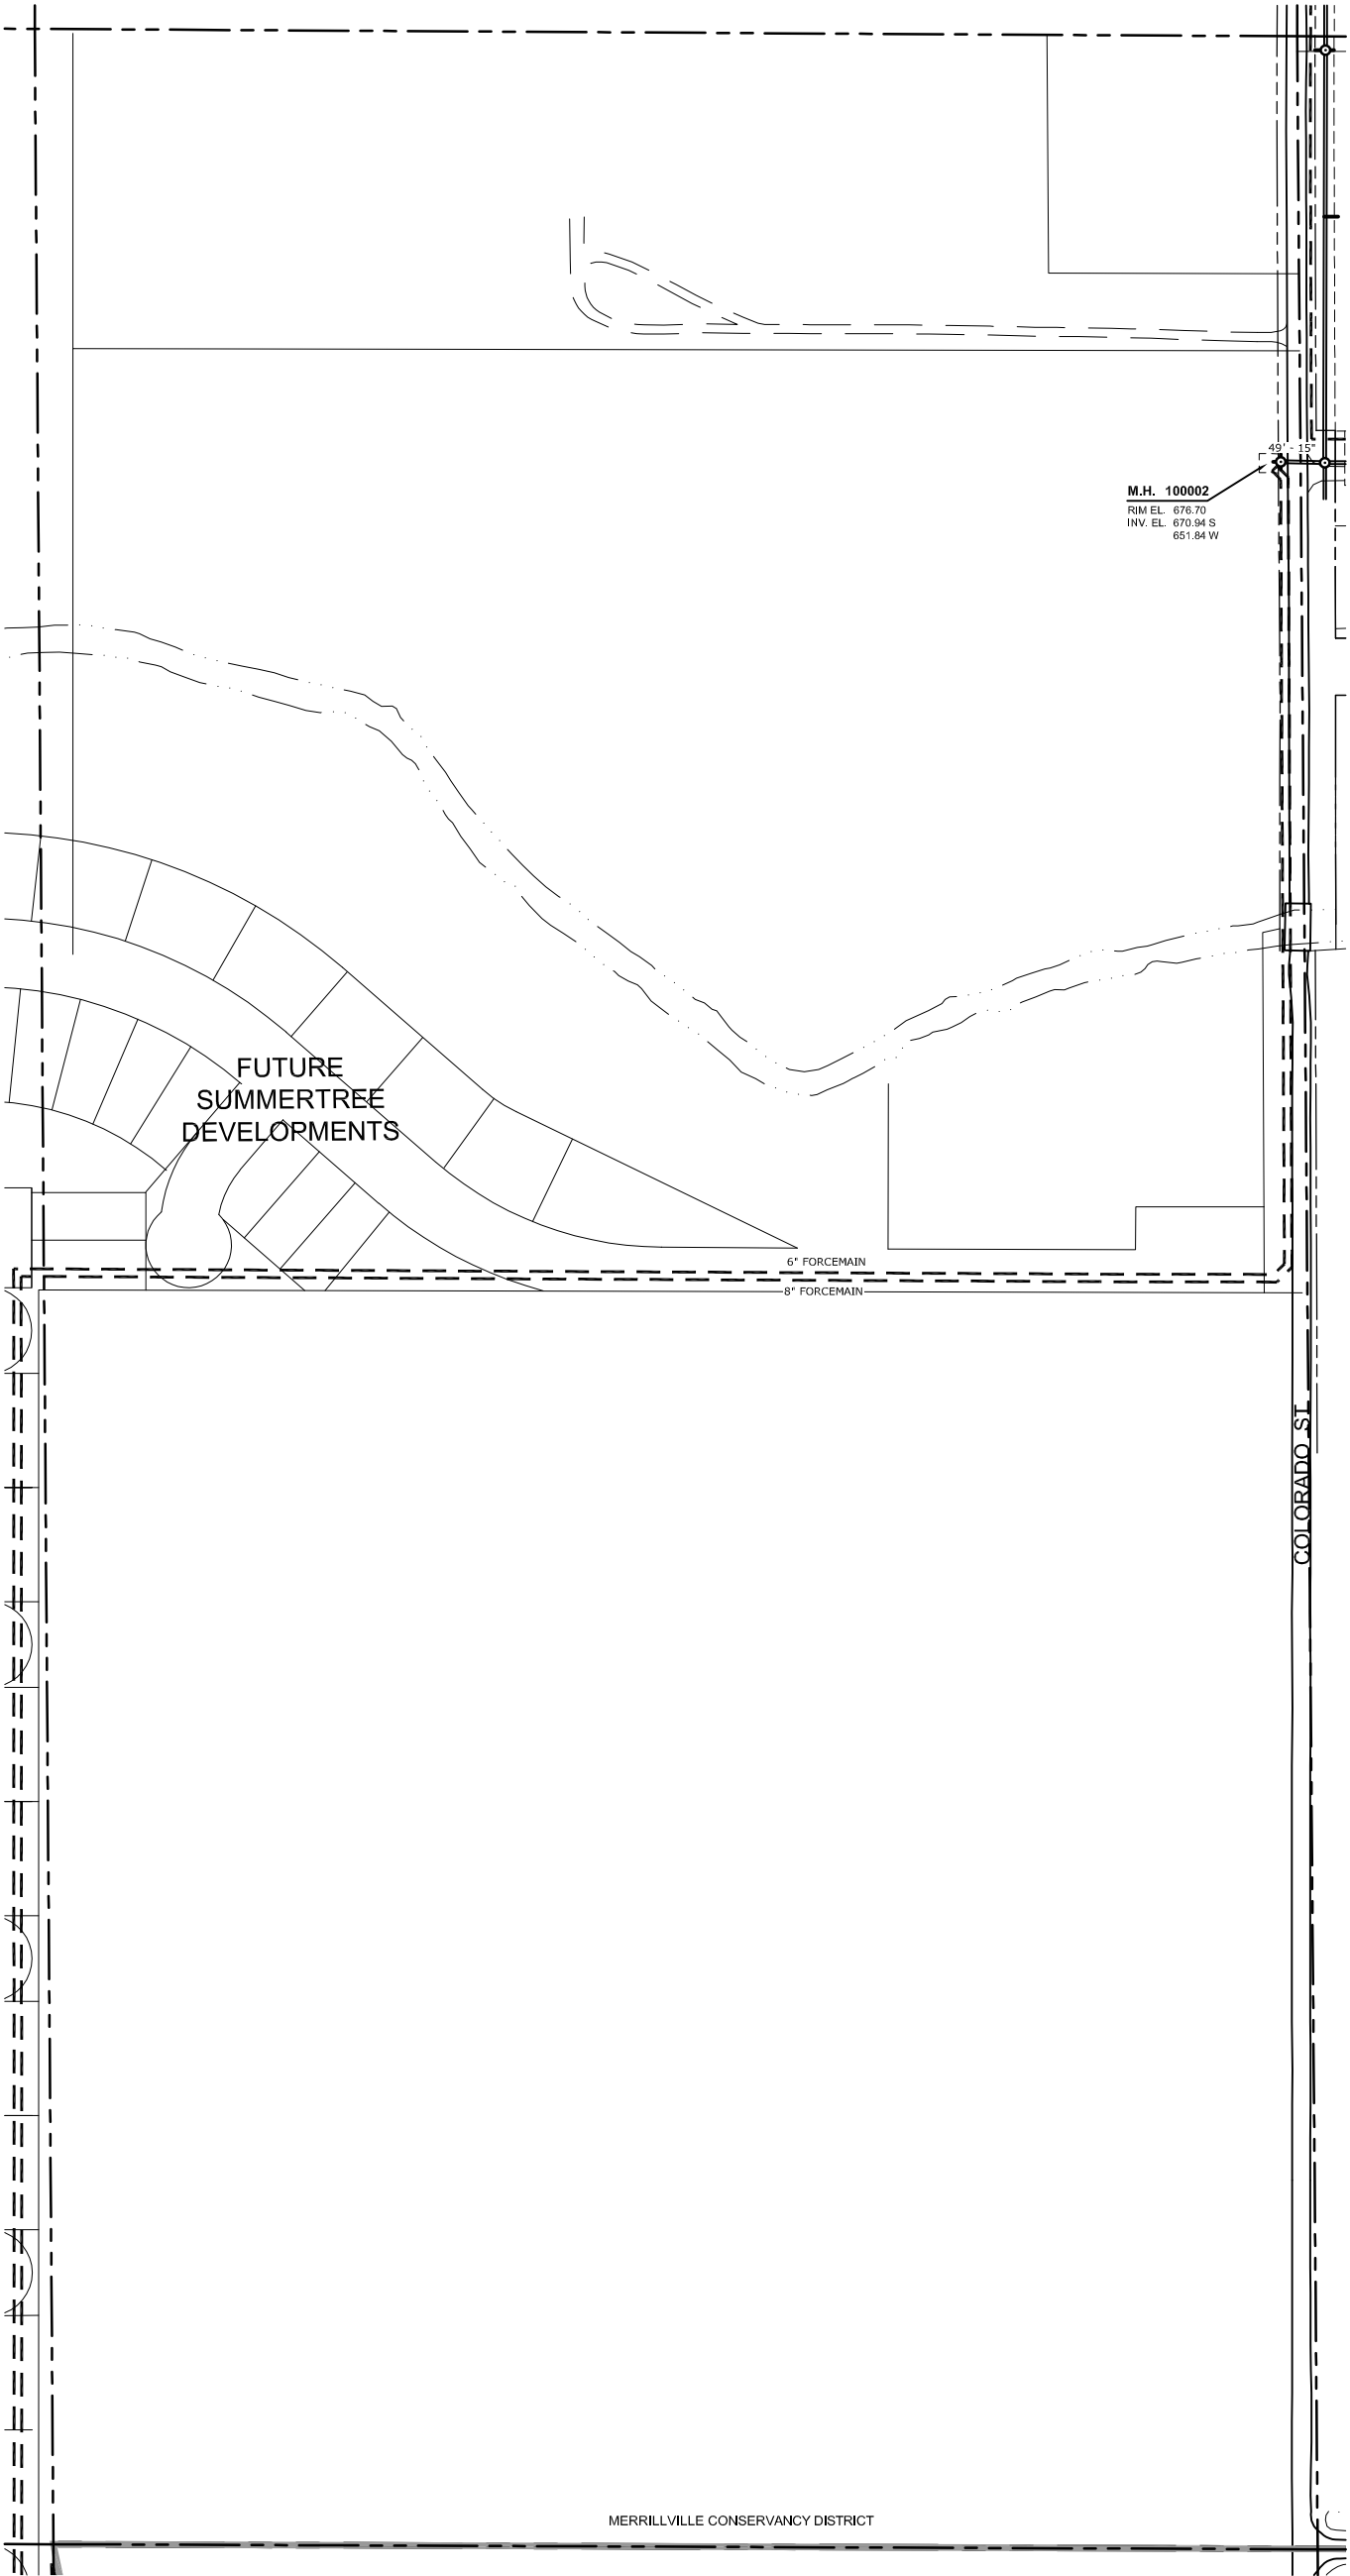 49' - 15"
M.H. 100002
RIM EL. 676.70
INV. EL. 670.94 S
651.84 W
FUTURE
SUMMERTREE
DEVELOPMENTS
6" FORCEMAIN
8" FORCEMAIN
COLORADO ST
MERRILLVILLE CONSERVANCY DISTRICT